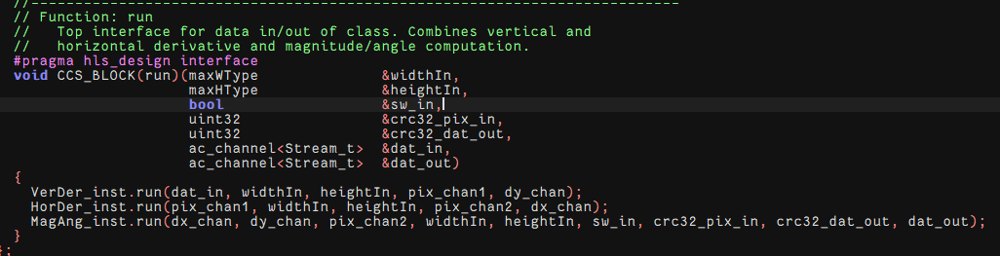 //----------------------------------------------------------------------------
// Function: run
//   Top interface for data in/out of class. Combines vertical and
//   horizontal derivative and magnitude/angle computation.
#pragma hls_design interface
void CCS_BLOCK(run)(maxWType               &widthIn,
                    maxHType               &heightIn,
                    bool                   &sw_in,
                    uint32                 &crc32_pix_in,
                    uint32                 &crc32_dat_out,
                    ac_channel<Stream_t>  &dat_in,
                    ac_channel<Stream_t>  &dat_out)
{
  VerDer_inst.run(dat_in, widthIn, heightIn, pix_chan1, dy_chan);
  HorDer_inst.run(pix_chan1, widthIn, heightIn, pix_chan2, dx_chan);
  MagAng_inst.run(dx_chan, dy_chan, pix_chan2, widthIn, heightIn, sw_in, crc32_pix_in, crc32_dat_out, dat_out);
}
};